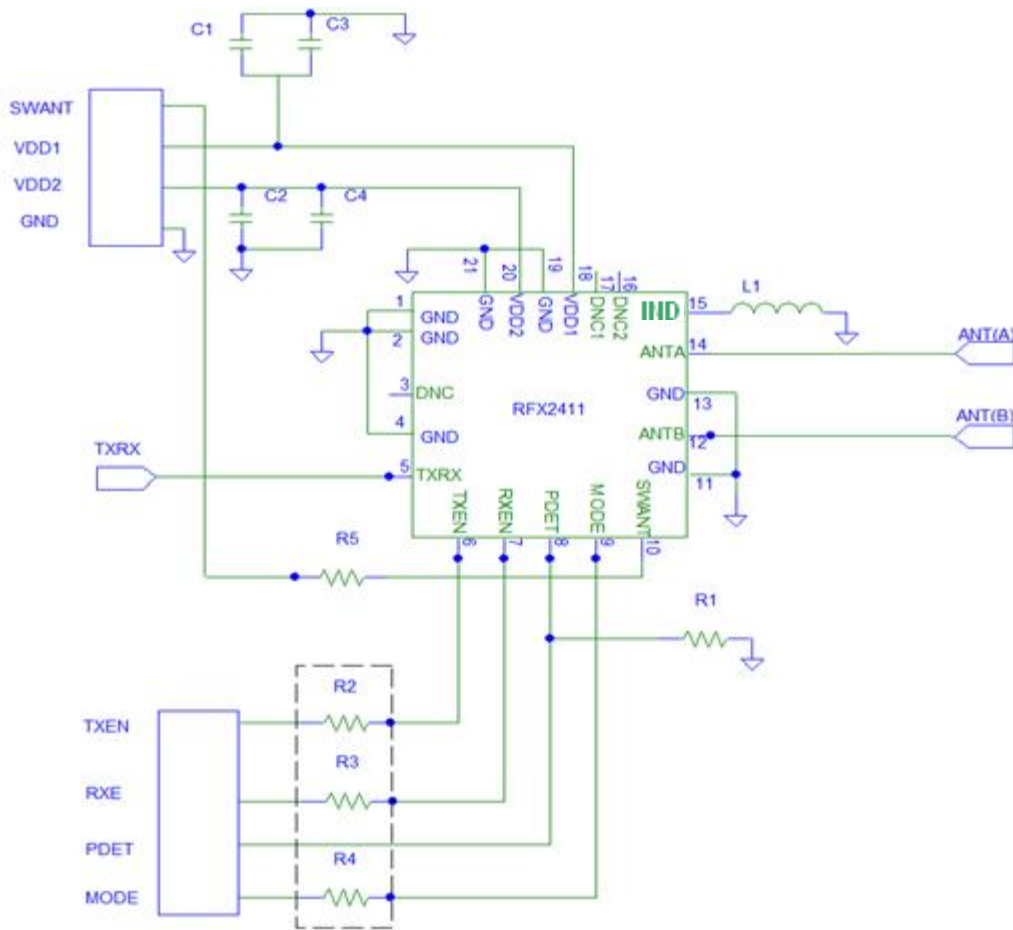 C1
C3
SWANT
VDD1
VDD2
C2
C4
GND
21
20
19
18
17
16
GND
VDD2
GND
VDD1
DNC1
DNC2
L1
1
GND
IND
15
2
GND
ANTA
14
ANT(A)
3
DNC
GND
13
RFX2411
4
GND
ANTB
12
ANT(B)
TXRX
5
TXRX
GND
11
TXEN
RXEN
PDET
MODE
SWANT
6
7
8
9
10
R5
R1
R2
TXEN
R3
RXE
PDET
R4
MODE